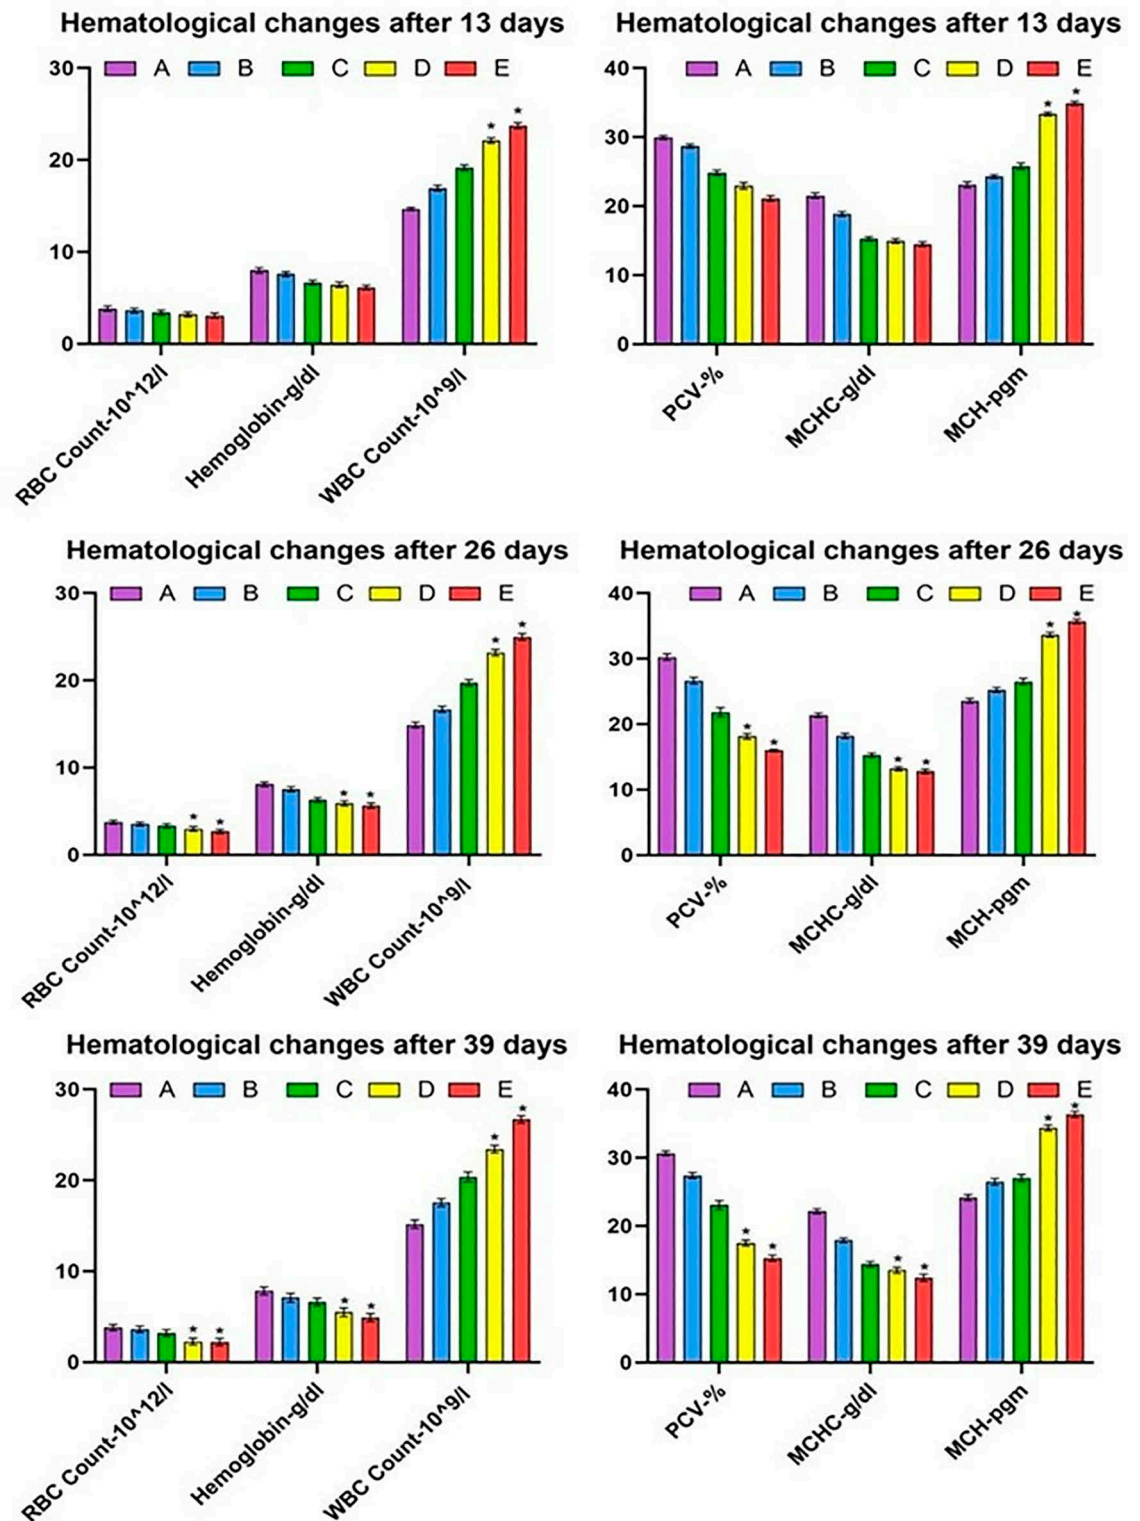 Hematological changes after 13 days
A B C D E
30
20
10
0
* *
RBC Count-10^12/l
Hemoglobin-g/dl
WBC Count-10^9/l
Hematological changes after 13 days
A B C D E
40
30
20
10
0
* *
PCV-%
MCHC-g/dl
MCH-pgm
Hematological changes after 26 days
A B C D E
30
20
10
0
* * * * * *
RBC Count-10^12/l
Hemoglobin-g/dl
WBC Count-10^9/l
Hematological changes after 26 days
A B C D E
40
30
20
10
0
* * * * * *
PCV-%
MCHC-g/dl
MCH-pgm
Hematological changes after 39 days
A B C D E
30
20
10
0
* * * * * *
RBC Count-10^12/l
Hemoglobin-g/dl
WBC Count-10^9/l
Hematological changes after 39 days
A B C D E
40
30
20
10
0
* * * * * *
PCV-%
MCHC-g/dl
MCH-pgm